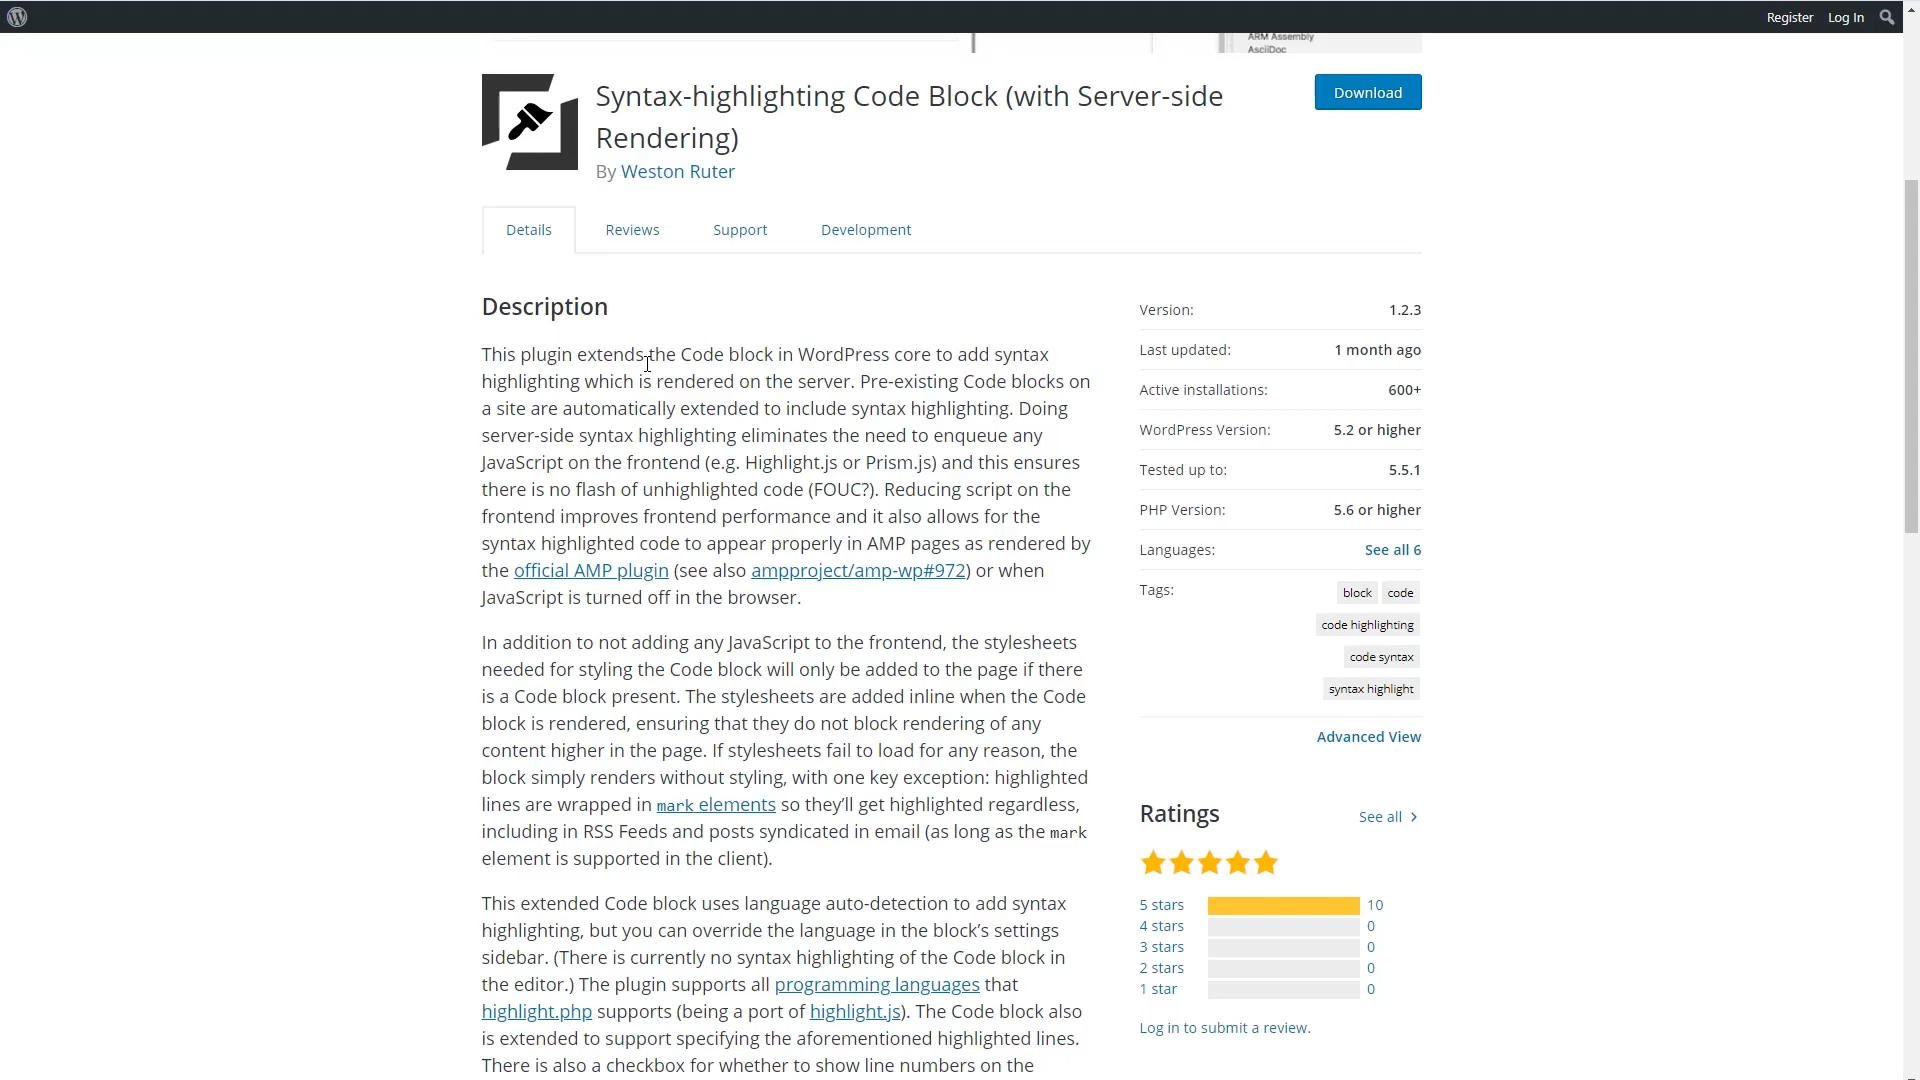 Register Log In
ARM Assembly
AsciiDoc
Syntax-highlighting Code Block (with Server-side
Rendering)
By Weston Ruter
Download
Details Reviews Support Development
Description
This plugin extends the Code block in WordPress core to add syntax
highlighting which is rendered on the server. Pre-existing Code blocks on
a site are automatically extended to include syntax highlighting. Doing
server-side syntax highlighting eliminates the need to enqueue any
JavaScript on the frontend (e.g. Highlight.js or Prism.js) and this ensures
there is no flash of unhighlighted code (FOUC?). Reducing script on the
frontend improves frontend performance and it also allows for the
syntax highlighted code to appear properly in AMP pages as rendered by
the official AMP plugin (see also ampproject/amp-wp#972) or when
JavaScript is turned off in the browser.
In addition to not adding any JavaScript to the frontend, the stylesheets
needed for styling the Code block will only be added to the page if there
is a Code block present. The stylesheets are added inline when the Code
block is rendered, ensuring that they do not block rendering of any
content higher in the page. If stylesheets fail to load for any reason, the
block simply renders without styling, with one key exception: highlighted
lines are wrapped in mark elements so they’ll get highlighted regardless,
including in RSS Feeds and posts syndicated in email (as long as the mark
element is supported in the client).
This extended Code block uses language auto-detection to add syntax
highlighting, but you can override the language in the block’s settings
sidebar. (There is currently no syntax highlighting of the Code block in
the editor.) The plugin supports all programming languages that
highlight.php supports (being a port of highlight.js). The Code block also
is extended to support specifying the aforementioned highlighted lines.
There is also a checkbox for whether to show line numbers on the
Version: 1.2.3
Last updated: 1 month ago
Active installations: 600+
WordPress Version: 5.2 or higher
Tested up to: 5.5.1
PHP Version: 5.6 or higher
Languages: See all 6
Tags: block code
code highlighting
code syntax
syntax highlight
Advanced View
Ratings See all
5 stars 10
4 stars 0
3 stars 0
2 stars 0
1 star 0
Log in to submit a review.